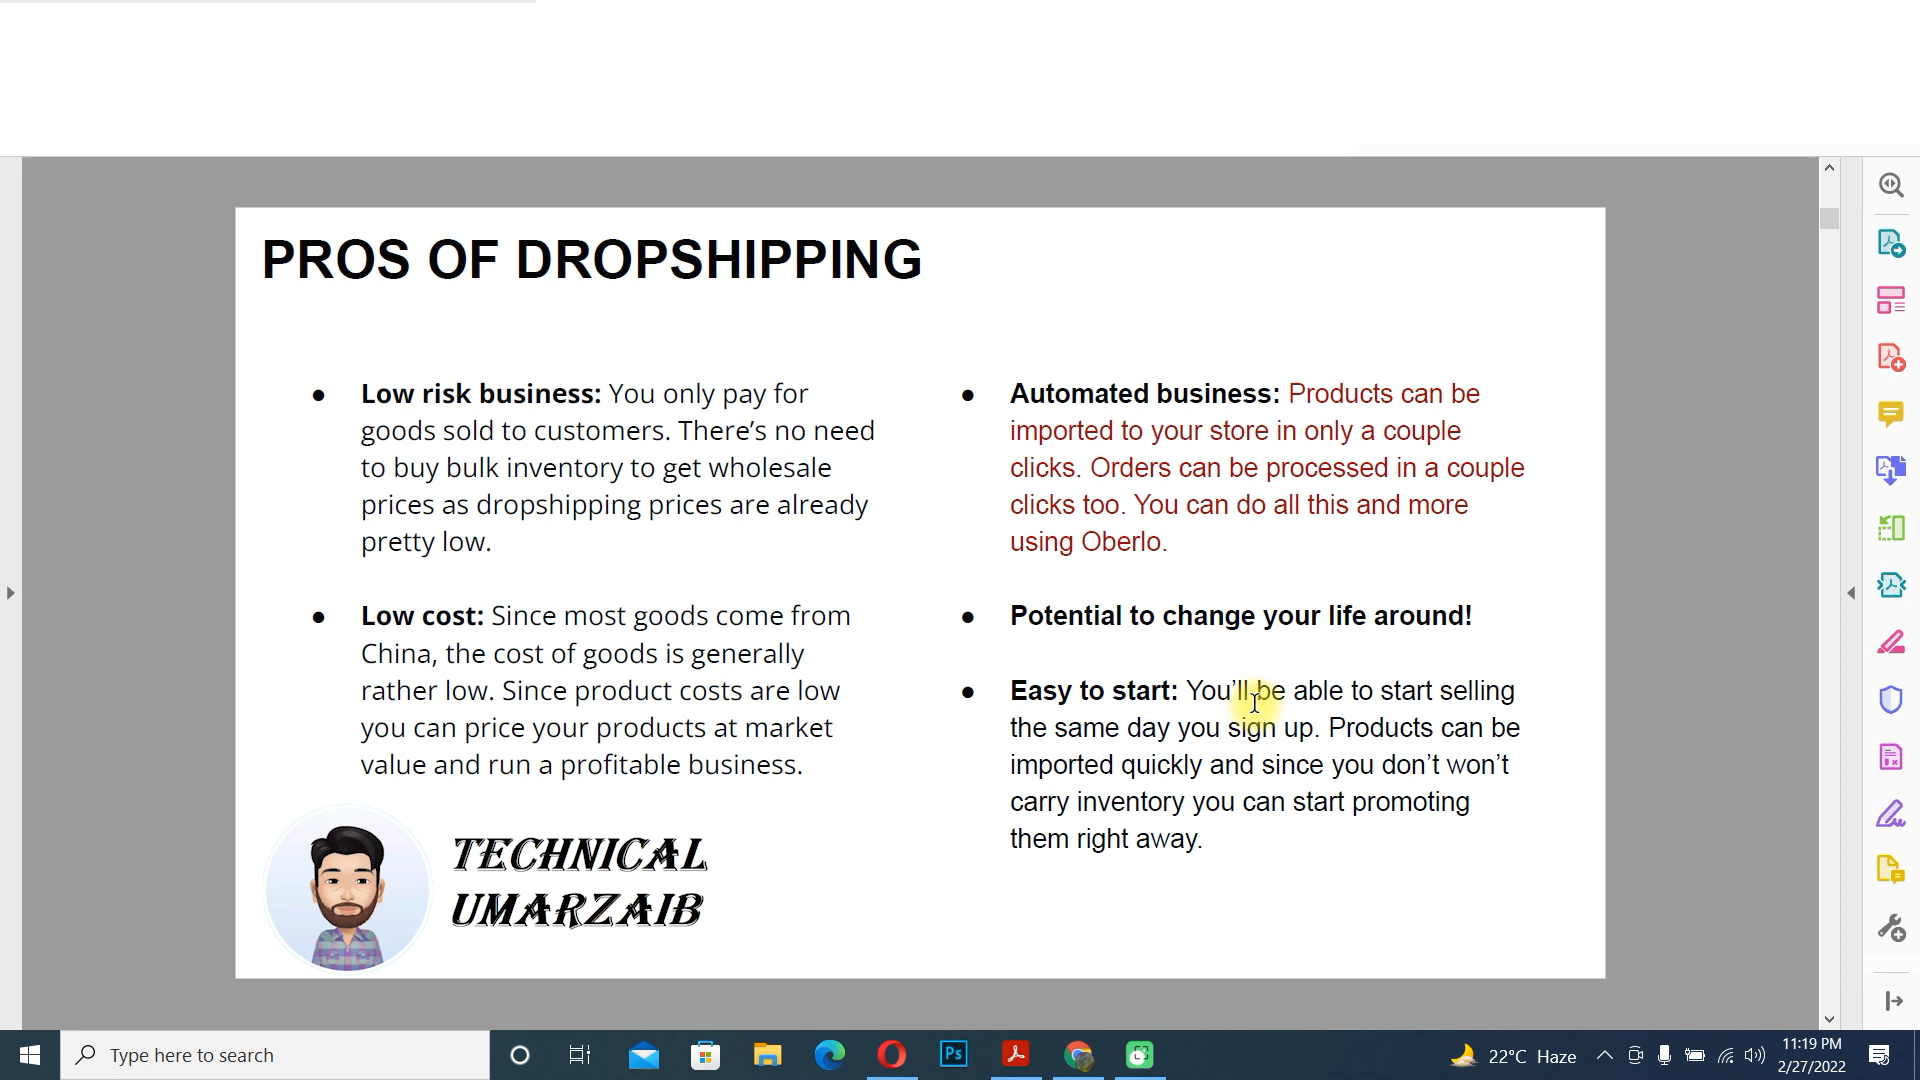 PROS OF DROPSHIPPING
● Low risk business: You only pay for
goods sold to customers. There’s no need
to buy bulk inventory to get wholesale
prices as dropshipping prices are already
pretty low.
● Low cost: Since most goods come from
China, the cost of goods is generally
rather low. Since product costs are low
you can price your products at market
value and run a profitable business.
● Automated business: Products can be
imported to your store in only a couple
clicks. Orders can be processed in a couple
clicks too. You can do all this and more
using Oberlo.
● Potential to change your life around!
● Easy to start: You’ll be able to start selling
the same day you sign up. Products can be
imported quickly and since you don’t won’t
carry inventory you can start promoting
them right away.
TECHNICAL
UMARZAIB
Type here to search
Ps
22°C Haze
11:19 PM
2/27/2022